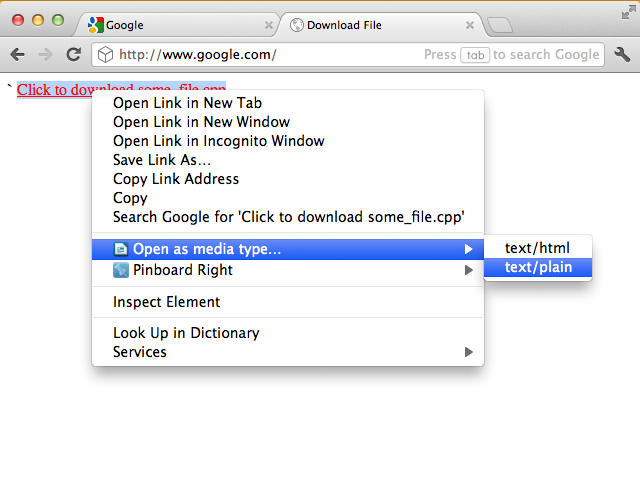 Google
Download File
http://www.google.com/
Press tab to search Google
` Click to download some_file.cpp
Open Link in New Tab
Open Link in New Window
Open Link in Incognito Window
Save Link As...
Copy Link Address
Copy
Search Google for 'Click to download some_file.cpp'
Open as media type...
text/html
text/plain
Pinboard Right
Inspect Element
Look Up in Dictionary
Services